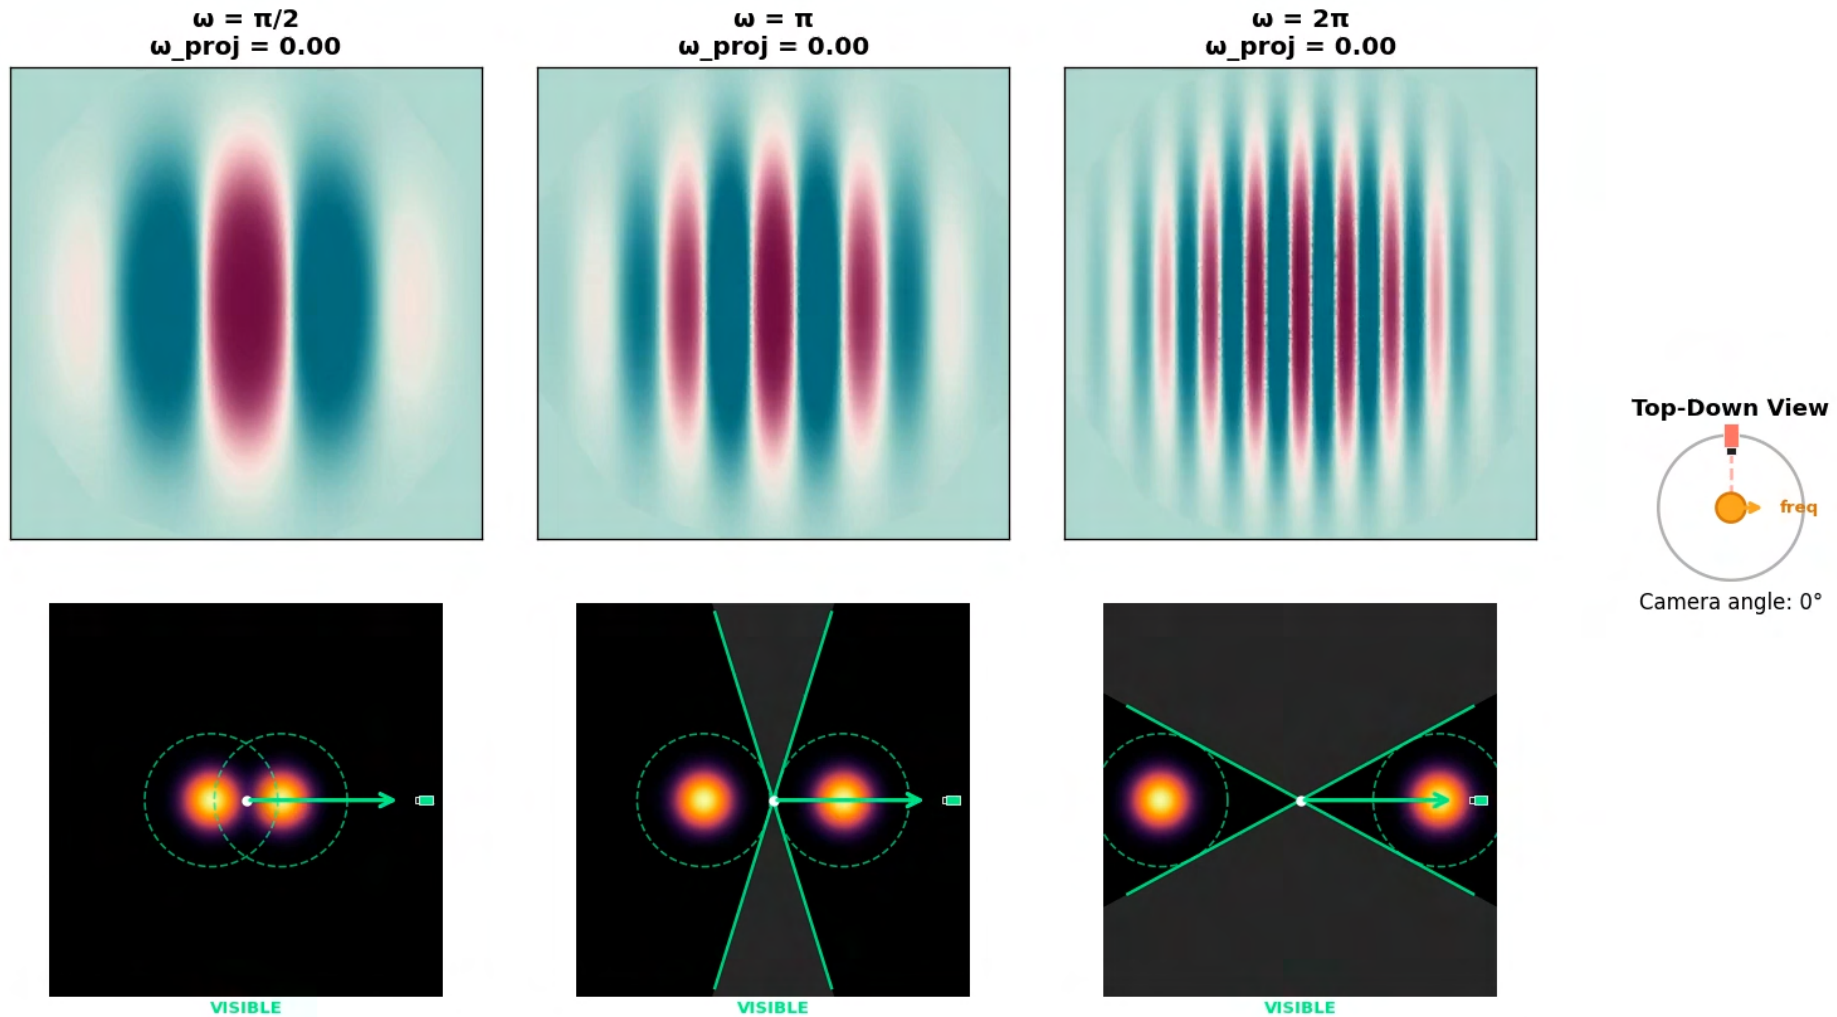 ω = π/2
ω_proj = 0.00
ω = π
ω_proj = 0.00
ω = 2π
ω_proj = 0.00
Top-Down View
freq
Camera angle: 0°
VISIBLE
VISIBLE
VISIBLE